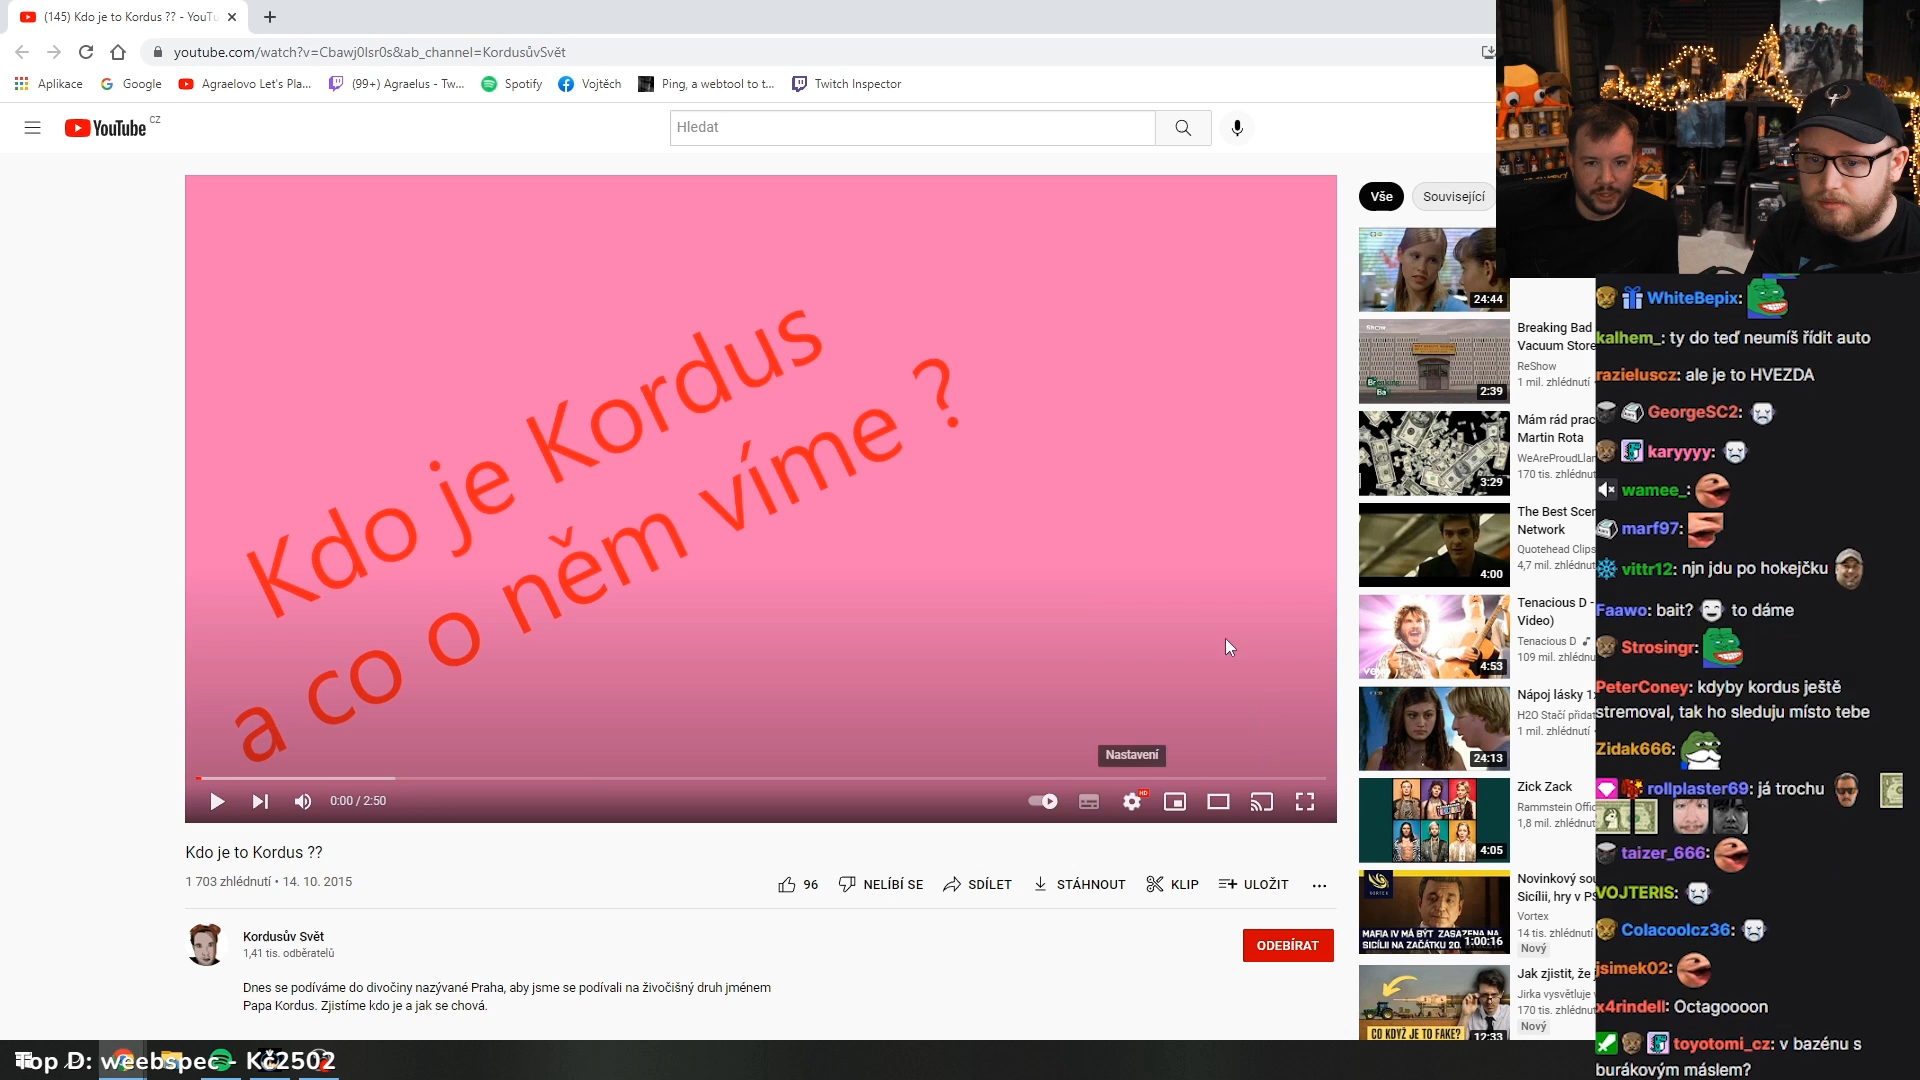 (145) Kdo je to Kordus ?? - YouTu
youtube.com/watch?v=Cbawj0Isr0s&ab_channel=KordusůvSvět
Aplikace
Google
Agraelovo Let's Pla...
(99+) Agraelus - Tw...
Spotify
Vojtěch
Ping, a webtool to t...
Twitch Inspector
YouTube CZ
Hledat
Kdo je Kordus
a co o něm víme ?
Nastavení
0:00 / 2:50
HD
Kdo je to Kordus ??
1 703 zhlédnutí • 14. 10. 2015
96
NELÍBÍ SE
SDÍLET
STÁHNOUT
KLIP
ULOŽIT
Kordusův Svět
1,41 tis. odběratelů
ODEBÍRAT
Dnes se podíváme do divočiny nazývané Praha, aby jsme se podívali na živočišný druh jménem
Papa Kordus. Zjistíme kdo je a jak se chová.
Vše
Související
24:44
Breaking Bad
Vacuum Store
ReShow
1 mil. zhlédnutí
2:39
Mám rád prac
Martin Rota
WeAreProudLlar
170 tis. zhlédnut
3:29
The Best Scer
Network
Quotehead Clips
4,7 mil. zhlédnut
4:00
Tenacious D -
Video)
Tenacious D
109 mil. zhlédnu
4:53
Nápoj lásky 1:
H2O Stačí přidat
1 mil. zhlédnutí
24:13
Zick Zack
Rammstein Offic
1,8 mil. zhlédnut
4:05
Novinkový sou
Sicílii, hry v PS
Vortex
14 tis. zhlédnutí
Nový
VORTEX
MAFIA IV MÁ BÝT ZASAZENA NA
SICÍLII NA ZAČÁTKU 20.
1:00:16
Jak zjistit, že j
Jirka vysvětluje
170 tis. zhlédnut
Nový
CO KDYŽ JE TO FAKE?
12:33
WhiteBepix:
kalhem_: ty do teď neumíš řídit auto
razieluscz: ale je to HVEZDA
GeorgeSC2:
karyyyy:
wamee_:
marf97:
vittr12: njn jdu po hokejčku
Faawo: bait? to dáme
Strosingr:
PeterConey: kdyby kordus ještě
stremoval, tak ho sleduju místo tebe
Zidak666:
rollplaster69: já trochu
taizer_666:
VOJTERIS:
Colacoolcz36:
jsimek02:
x4rindell: Octagoooon
toyotomi_cz: v bazénu s
burákovým máslem?
Top D: weebspec - Kč2502